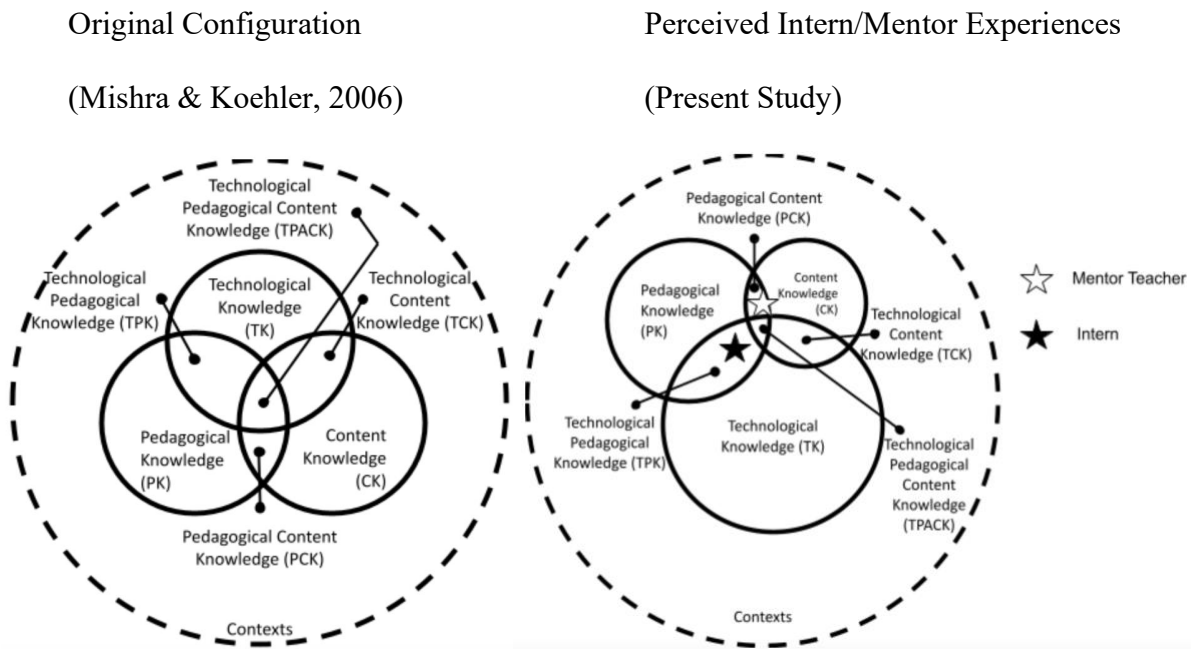 Original Configuration
(Mishra & Koehler, 2006)
Technological
Pedagogical Content
Knowledge (TPACK)
Technological
Pedagogical
Knowledge (TPK)
Technological
Knowledge
(TK)
Technological
Content
Knowledge (TCK)
Pedagogical
Knowledge
(PK)
Content
Knowledge
(CK)
Pedagogical Content
Knowledge (PCK)
Contexts
Perceived Intern/Mentor Experiences
(Present Study)
Pedagogical Content
Knowledge (PCK)
Pedagogical
Knowledge
(PK)
Content
Knowledge
(CK)
Technological
Content
Knowledge (TCK)
Technological
Pedagogical
Knowledge (TPK)
Technological
Knowledge (TK)
Technological
Pedagogical
Content
Knowledge
(TPACK)
Contexts
Mentor Teacher
Intern